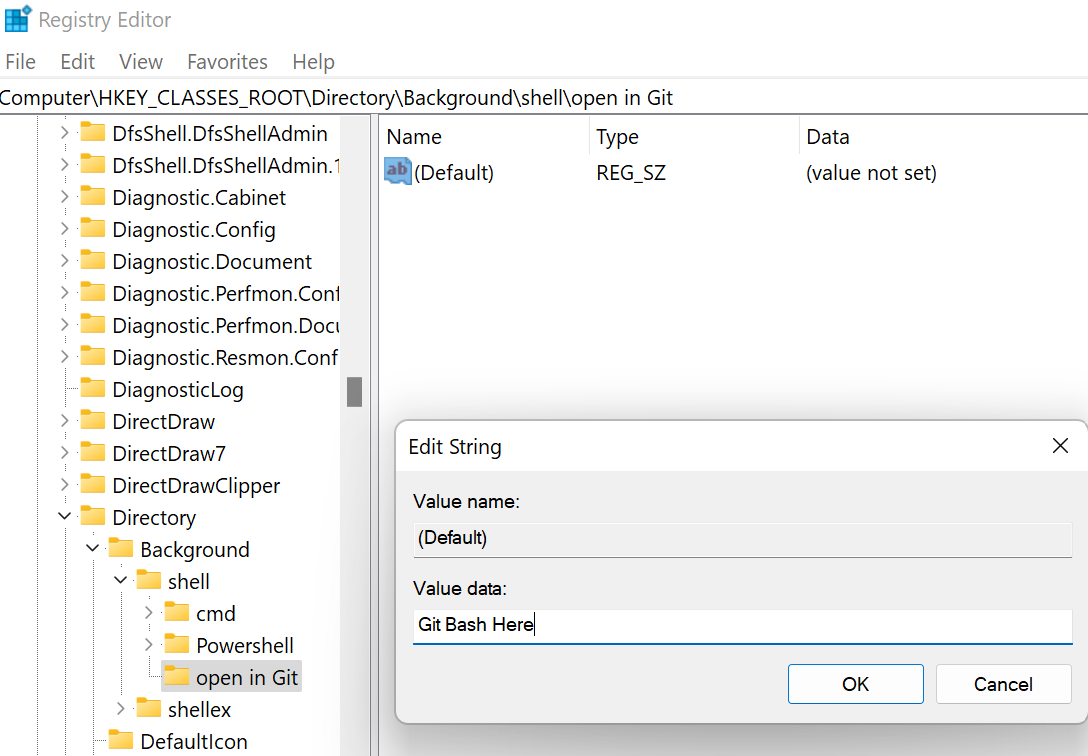 Registry Editor
File Edit View Favorites Help
Computer\HKEY_CLASSES_ROOT\Directory\Background\shell\open in Git
DfsShell.DfsShellAdmin
DfsShell.DfsShellAdmin.1
Diagnostic.Cabinet
Diagnostic.Config
Diagnostic.Document
Diagnostic.Perfmon.Conf
Diagnostic.Perfmon.Docu
Diagnostic.Resmon.Conf
DiagnosticLog
DirectDraw
DirectDraw7
DirectDrawClipper
Directory
Background
shell
cmd
Powershell
open in Git
shellex
DefaultIcon
Name Type Data
ab (Default) REG_SZ (value not set)
Edit String
Value name:
(Default)
Value data:
Git Bash Here
OK Cancel